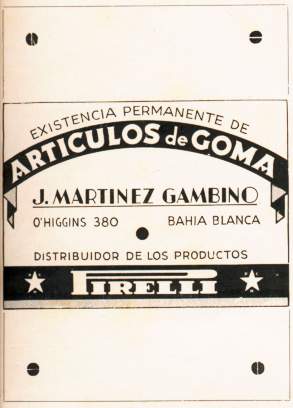 EXISTENCIA PERMANENTE DE
ARTICULOS de GOMA
J. MARTINEZ GAMBINO
O'HIGGINS 380 BAHIA BLANCA
DISTRIBUIDOR DE LOS PRODUCTOS
PIRELLI